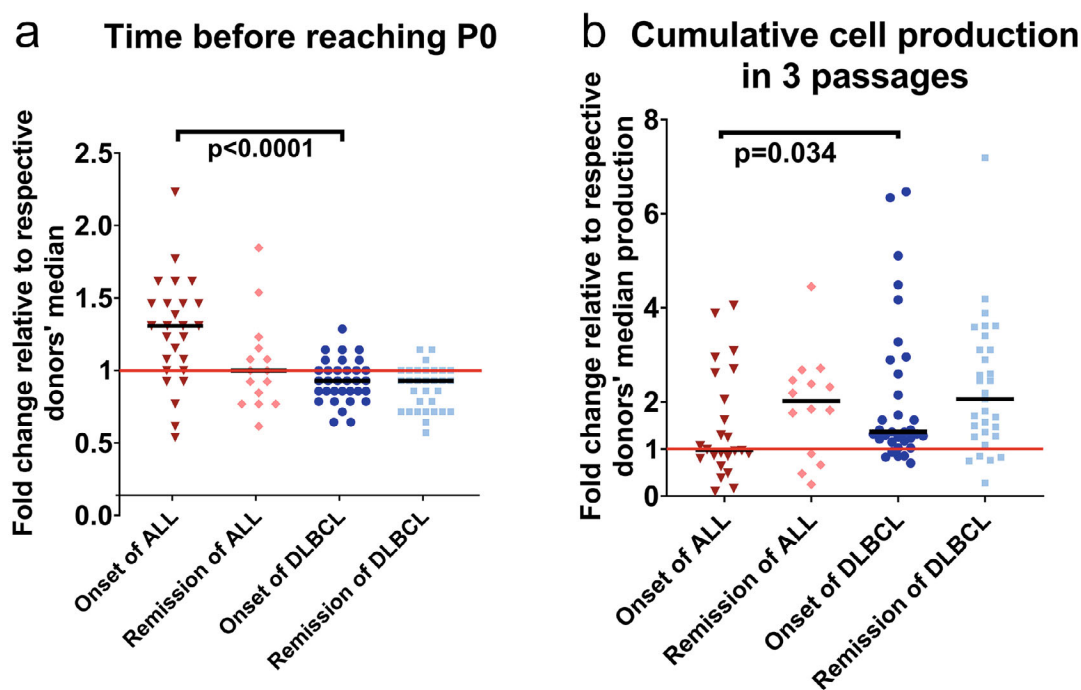 a Time before reaching P0
Fold change relative to respective
donors' median
2.5
2.0
1.5
1
0.5
0.0
p<0.0001
Onset of ALL
Remission of ALL
Onset of DLBCL
Remission of DLBCL
b Cumulative cell production
in 3 passages
Fold change relative to respective
donors' median production
8
6
4
2
1
0
p=0.034
Onset of ALL
Remission of ALL
Onset of DLBCL
Remission of DLBCL